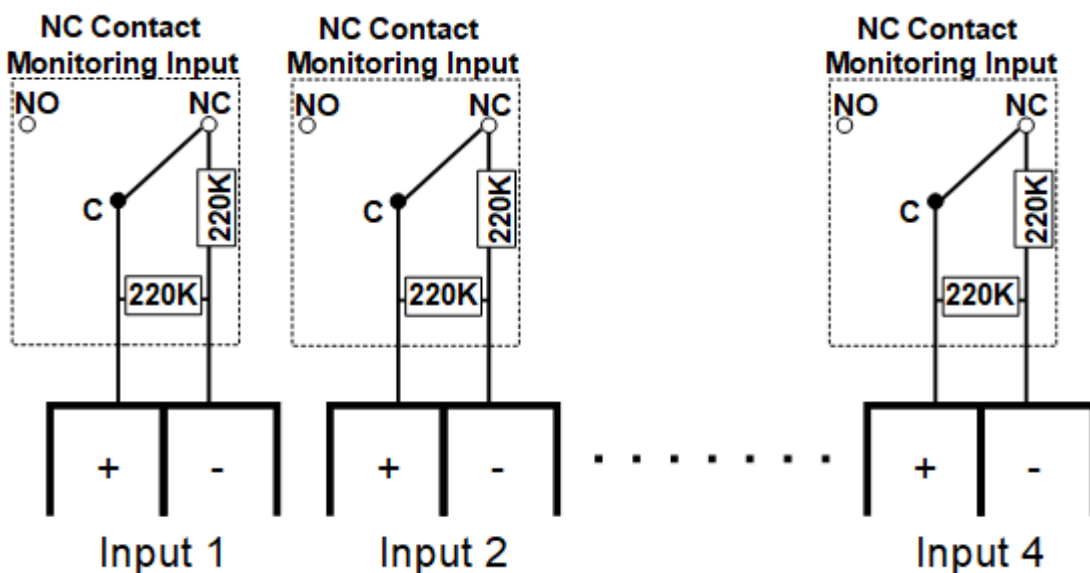 NC Contact
Monitoring Input
NO
NC
C
220K
220K
+
-
Input 1
NC Contact
Monitoring Input
NO
NC
C
220K
220K
+
-
Input 2
NC Contact
Monitoring Input
NO
NC
C
220K
220K
+
-
Input 4